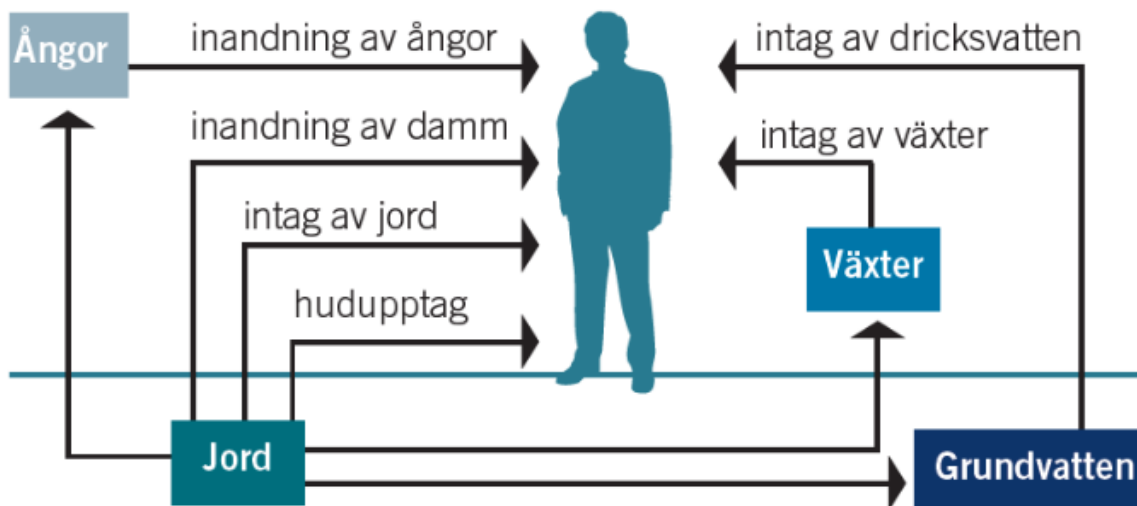 Ångor
inandning av ångor
intag av dricksvatten
inandning av damm
intag av växter
intag av jord
Växter
hudupptag
Jord
Grundvatten